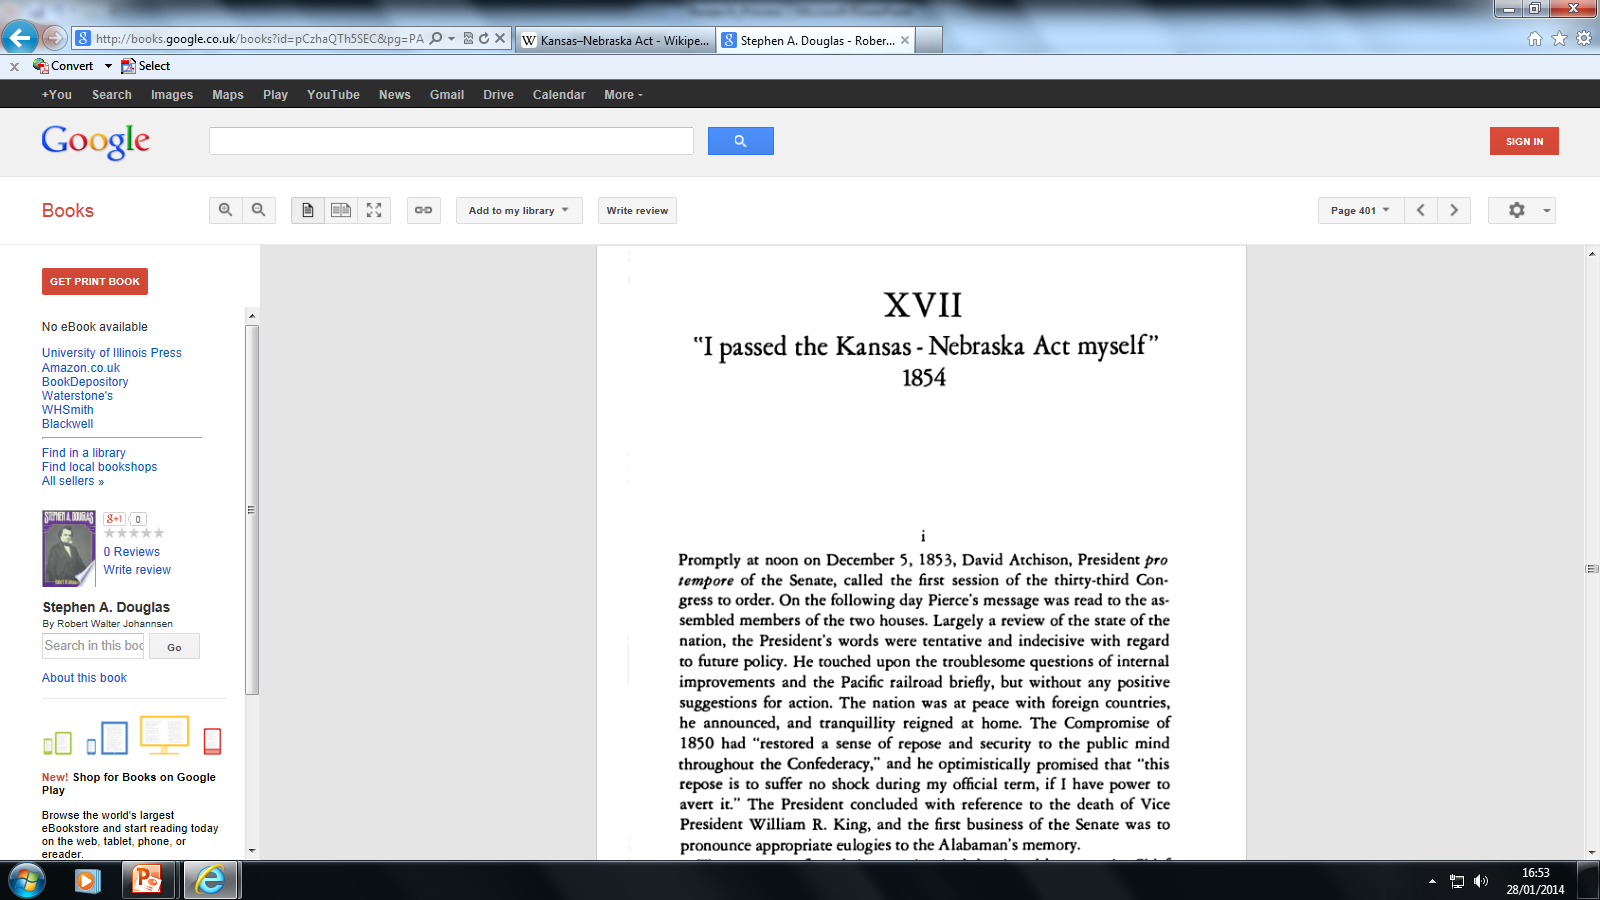 http://books.google.co.uk/books?id=pCzhaQTh5SEC&pg=PA
Kansas–Nebraska Act - Wikipe...
Stephen A. Douglas - Rober...
x Convert Select
+You Search Images Maps Play YouTube News Gmail Drive Calendar More
Google
SIGN IN
Books
Add to my library
Write review
Page 401
GET PRINT BOOK
No eBook available
University of Illinois Press
Amazon.co.uk
BookDepository
Waterstone's
WHSmith
Blackwell
Find in a library
Find local bookshops
All sellers »
STEPHEN A. DOUGLAS
g+1 0
0 Reviews
Write review
Stephen A. Douglas
By Robert Walter Johannsen
Search in this boo
Go
About this book
New! Shop for Books on Google
Play
Browse the world's largest
eBookstore and start reading today
on the web, tablet, phone, or
ereader.
XVII
"I passed the Kansas - Nebraska Act myself"
1854
i
Promptly at noon on December 5, 1853, David Atchison, President pro
tempore of the Senate, called the first session of the thirty-third Con-
gress to order. On the following day Pierce's message was read to the as-
sembled members of the two houses. Largely a review of the state of the
nation, the President's words were tentative and indecisive with regard
to future policy. He touched upon the troublesome questions of internal
improvements and the Pacific railroad briefly, but without any positive
suggestions for action. The nation was at peace with foreign countries,
he announced, and tranquillity reigned at home. The Compromise of
1850 had "restored a sense of repose and security to the public mind
throughout the Confederacy," and he optimistically promised that "this
repose is to suffer no shock during my official term, if I have power to
avert it." The President concluded with reference to the death of Vice
President William R. King, and the first business of the Senate was to
pronounce appropriate eulogies to the Alabaman's memory.
16:53
28/01/2014